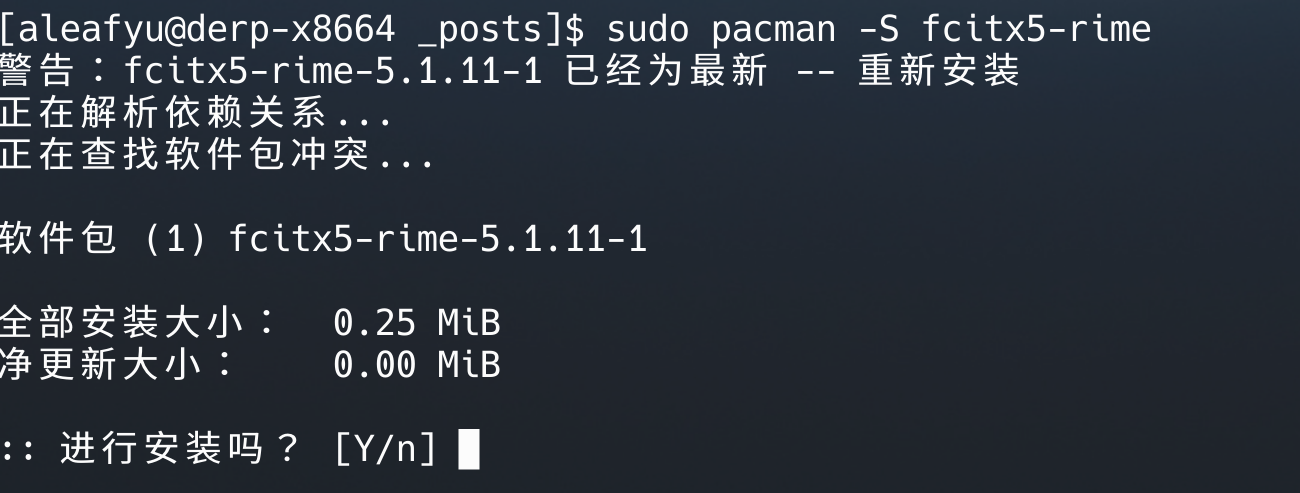 [aleafyu@derp-x8664 _posts]$ sudo pacman -S fcitx5-rime
警告：fcitx5-rime-5.1.11-1 已经为最新 -- 重新安装
正在解析依赖关系...
正在查找软件包冲突...
软件包 (1) fcitx5-rime-5.1.11-1
全部安装大小：  0.25 MiB
净更新大小：    0.00 MiB
:: 进行安装吗？ [Y/n]